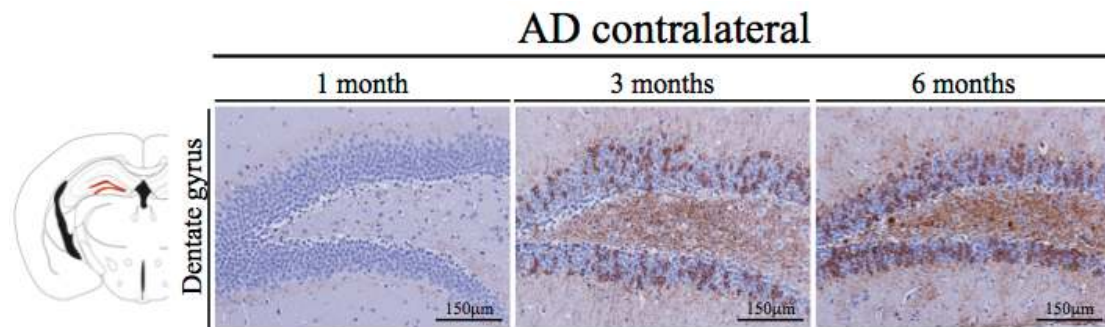 AD contralateral
1 month
3 months
6 months
Dentate gyrus
150μm
150μm
150μm